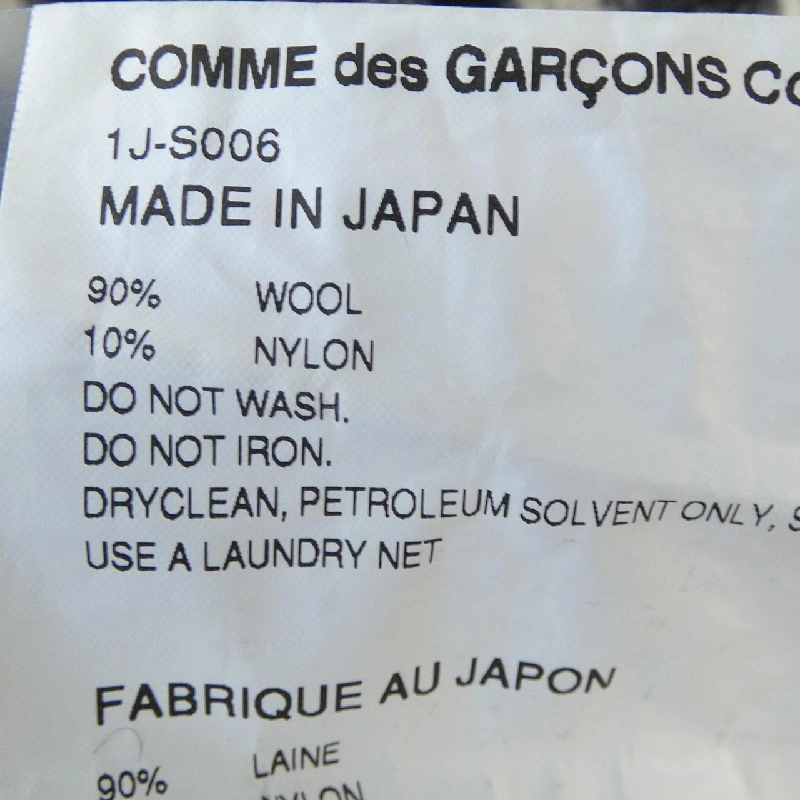 COMME des GARÇONS
1J-S006
MADE IN JAPAN
90% WOOL
10% NYLON
DO NOT WASH.
DO NOT IRON.
DRYCLEAN, PETROLEUM SOLVENT ONLY,
USE A LAUNDRY NET
FABRIQUE AU JAPON
90% LAINE
NYLON